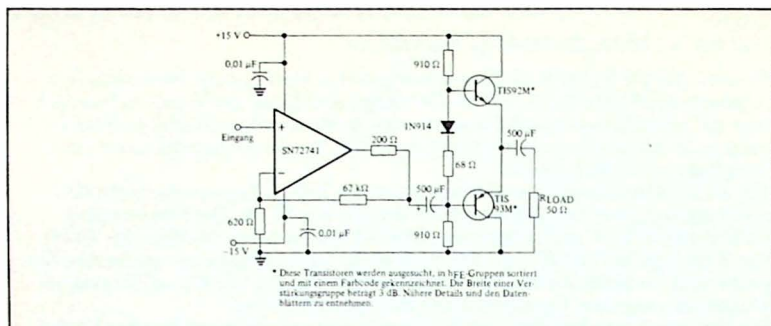 +15 V
0,01 µF
910 Ω
TIS92M*
Eingang
+
SN72741
200 Ω
1N914
500 µF
−
62 kΩ
500 µF
68 Ω
+
TIS
93M*
RLOAD
50 Ω
620 Ω
0,01 µF
910 Ω
−15 V
* Diese Transistoren werden ausgesucht, in hFE-Gruppen sortiert
und mit einem Farbcode gekennzeichnet. Die Breite einer Ver-
stärkungsgruppe beträgt 3 dB. Nähere Details und den Daten-
blättern zu entnehmen.